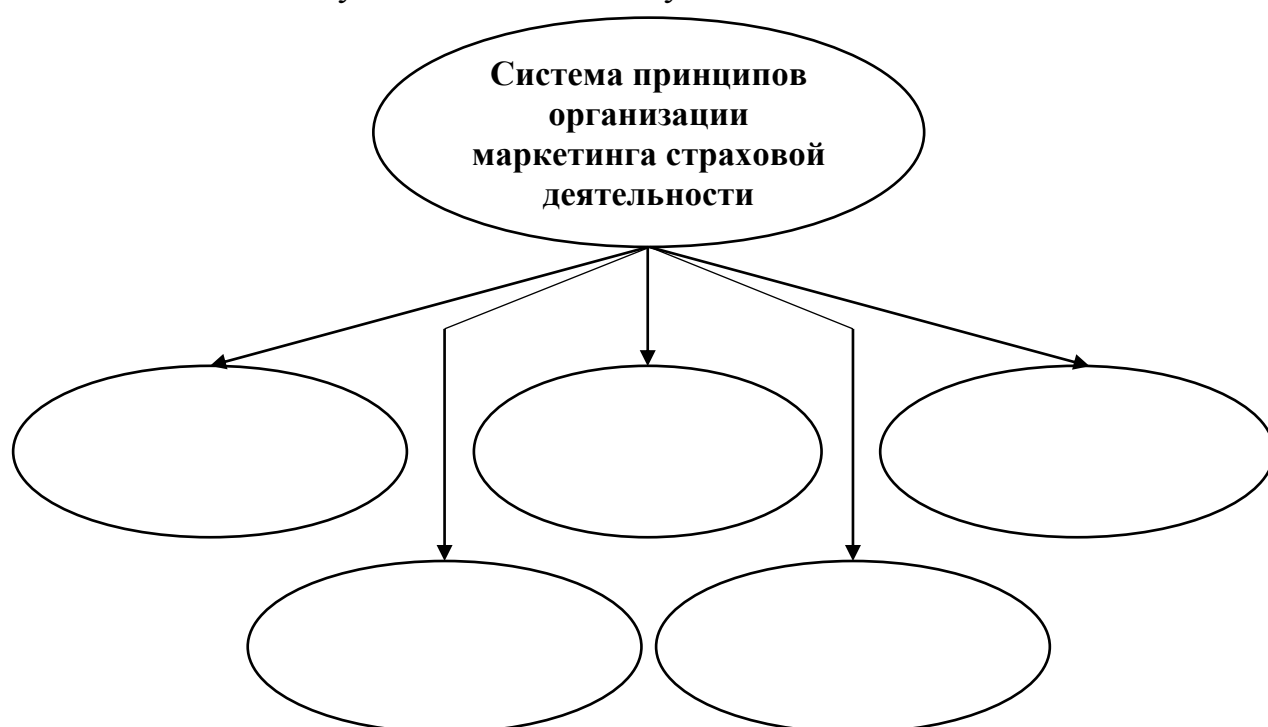 Система принципов
организации
маркетинга страховой
деятельности